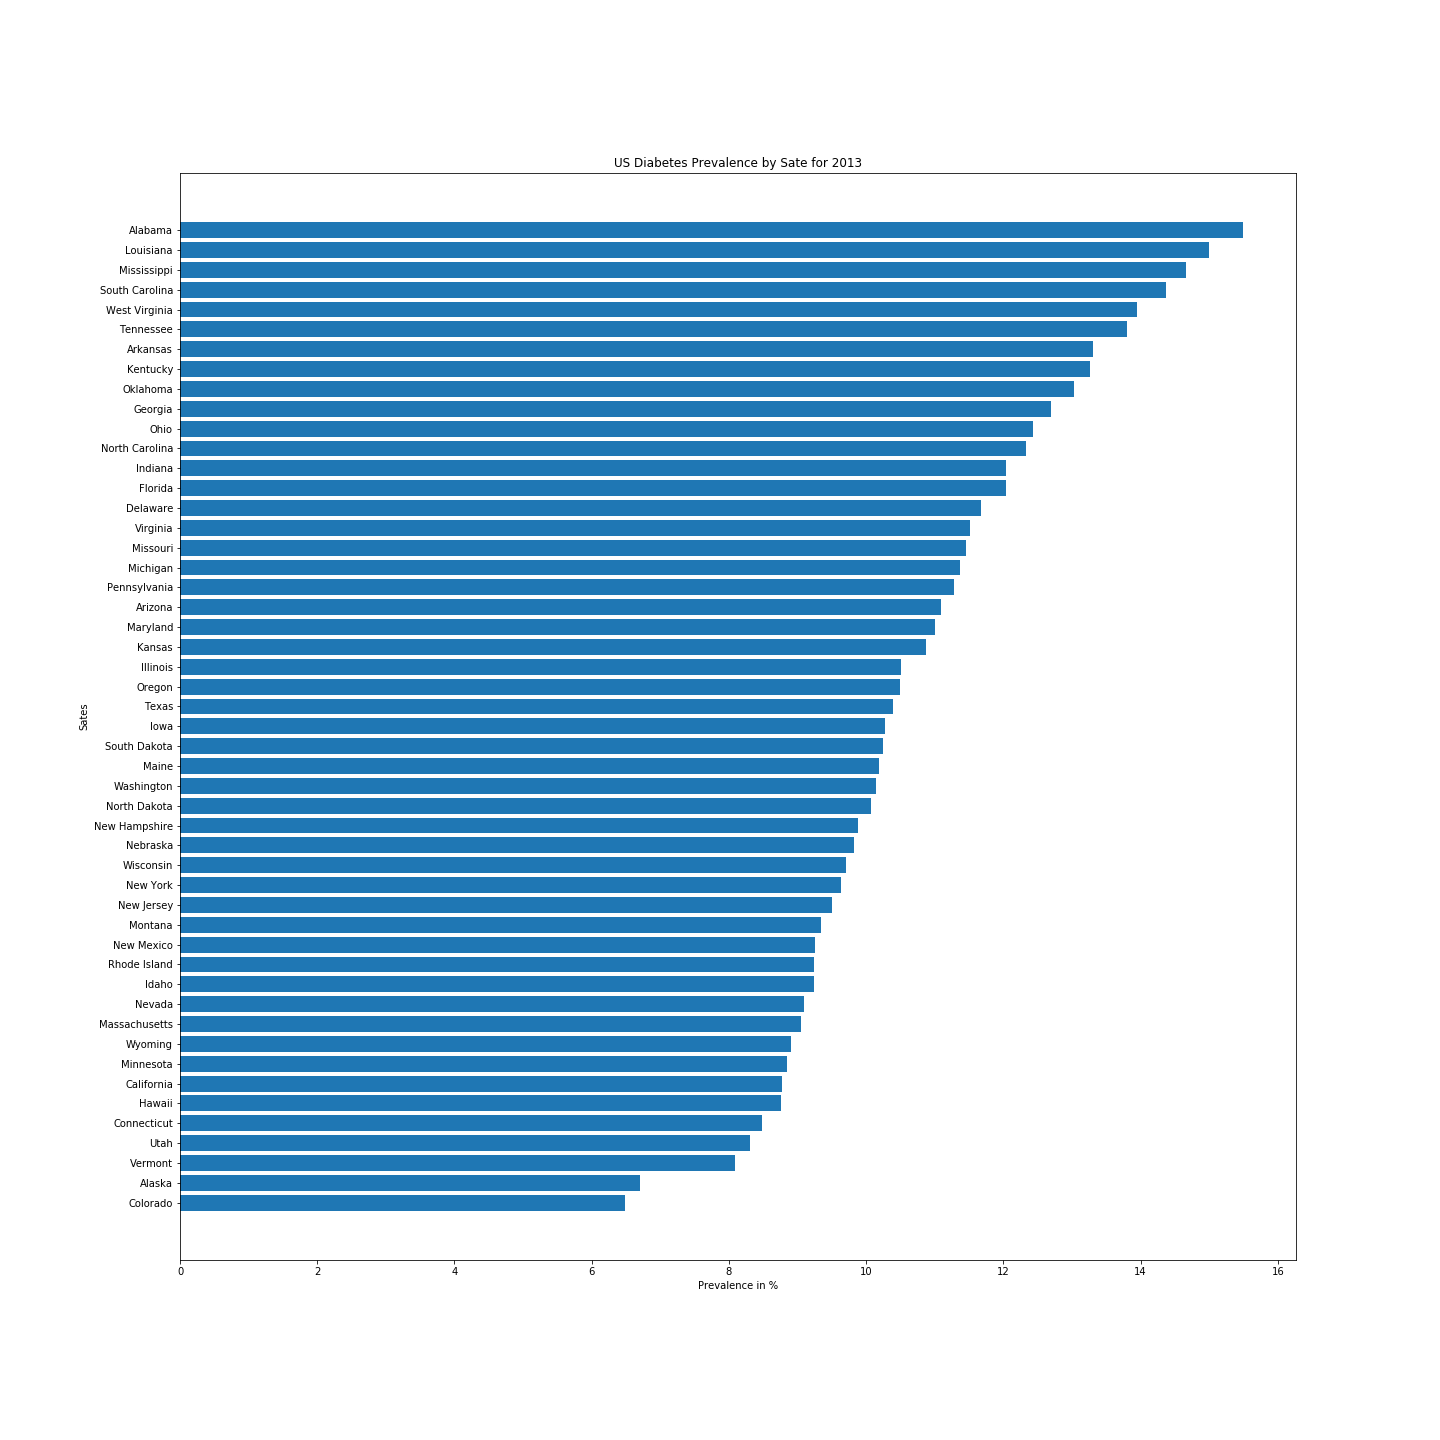 US Diabetes Prevalence by Sate for 2013
Alabama
Louisiana
Mississippi
South Carolina
West Virginia
Tennessee
Arkansas
Kentucky
Oklahoma
Georgia
Ohio
North Carolina
Indiana
Florida
Delaware
Virginia
Missouri
Michigan
Pennsylvania
Arizona
Maryland
Kansas
Illinois
Oregon
Texas
Iowa
South Dakota
Maine
Washington
North Dakota
New Hampshire
Nebraska
Wisconsin
New York
New Jersey
Montana
New Mexico
Rhode Island
Idaho
Nevada
Massachusetts
Wyoming
Minnesota
California
Hawaii
Connecticut
Utah
Vermont
Alaska
Colorado
Sates
0 2 4 6 8 10 12 14 16
Prevalence in %